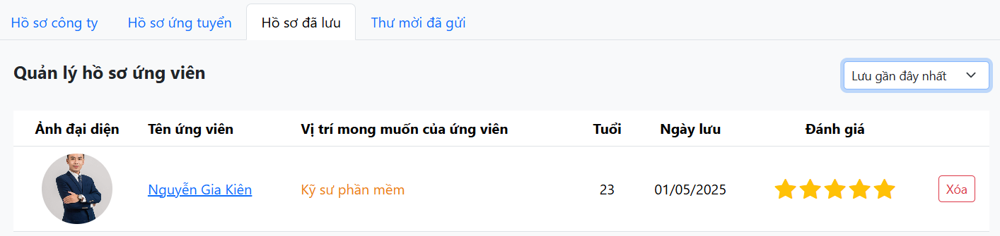 Hồ sơ công ty Hồ sơ ứng tuyển Hồ sơ đã lưu Thư mời đã gửi
Quản lý hồ sơ ứng viên Lưu gần đây nhất
Ảnh đại diện Tên ứng viên Vị trí mong muốn của ứng viên Tuổi Ngày lưu Đánh giá
Nguyễn Gia Kiên Kỹ sư phần mềm 23 01/05/2025 Xóa